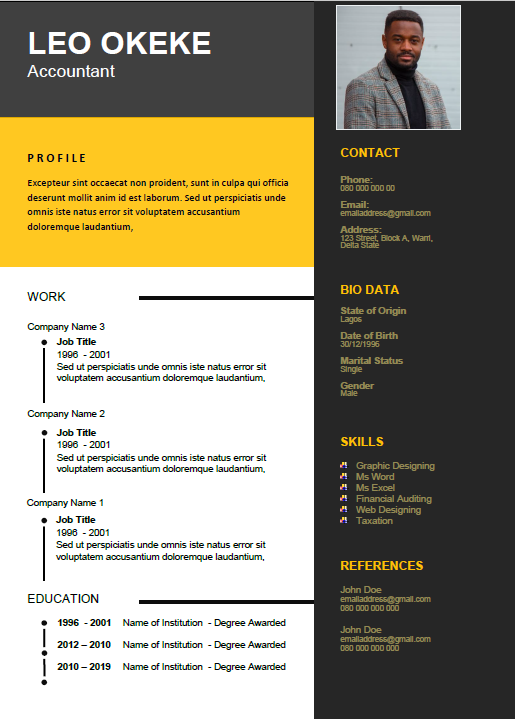 LEO OKEKE
Accountant
PROFILE
Excepteur sint occaecat non proident, sunt in culpa qui officia
deserunt mollit anim id est laborum. Sed ut perspiciatis unde
omnis iste natus error sit voluptatem accusantium
doloremque laudantium,
WORK
Company Name 3
Job Title
1996 - 2001
Sed ut perspiciatis unde omnis iste natus error sit
voluptatem accusantium doloremque laudantium,
Company Name 2
Job Title
1996 - 2001
Sed ut perspiciatis unde omnis iste natus error sit
voluptatem accusantium doloremque laudantium,
Company Name 1
Job Title
1996 - 2001
Sed ut perspiciatis unde omnis iste natus error sit
voluptatem accusantium doloremque laudantium,
EDUCATION
1996 - 2001 Name of Institution - Degree Awarded
2012 – 2010 Name of Institution - Degree Awarded
2010 – 2019 Name of Institution - Degree Awarded
CONTACT
Phone:
080 000 000 00
Email:
emailaddress@gmail.com
Address:
123 Street, Block A, Warri,
Delta State
BIO DATA
State of Origin
Lagos
Date of Birth
30/12/1996
Marital Status
Single
Gender
Male
SKILLS
Graphic Designing
Ms Word
Ms Excel
Financial Auditing
Web Designing
Taxation
REFERENCES
John Doe
emailaddress@gmail.com
080 000 000 000
John Doe
emailaddress@gmail.com
080 000 000 000